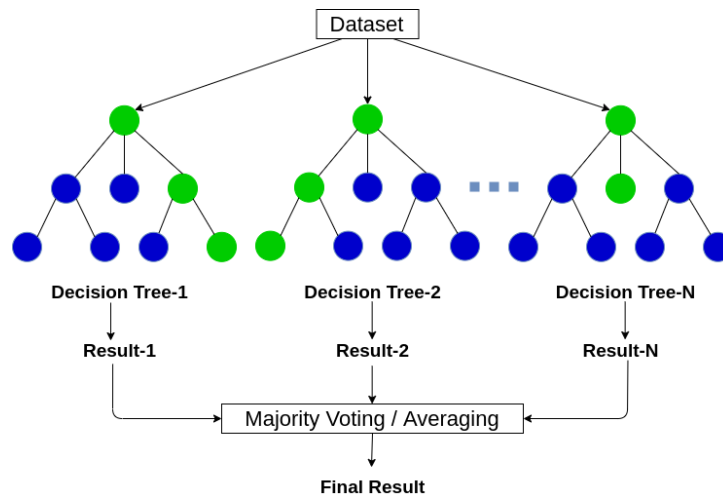 Dataset
Decision Tree-1
Decision Tree-2
Decision Tree-N
Result-1
Result-2
Result-N
Majority Voting / Averaging
Final Result